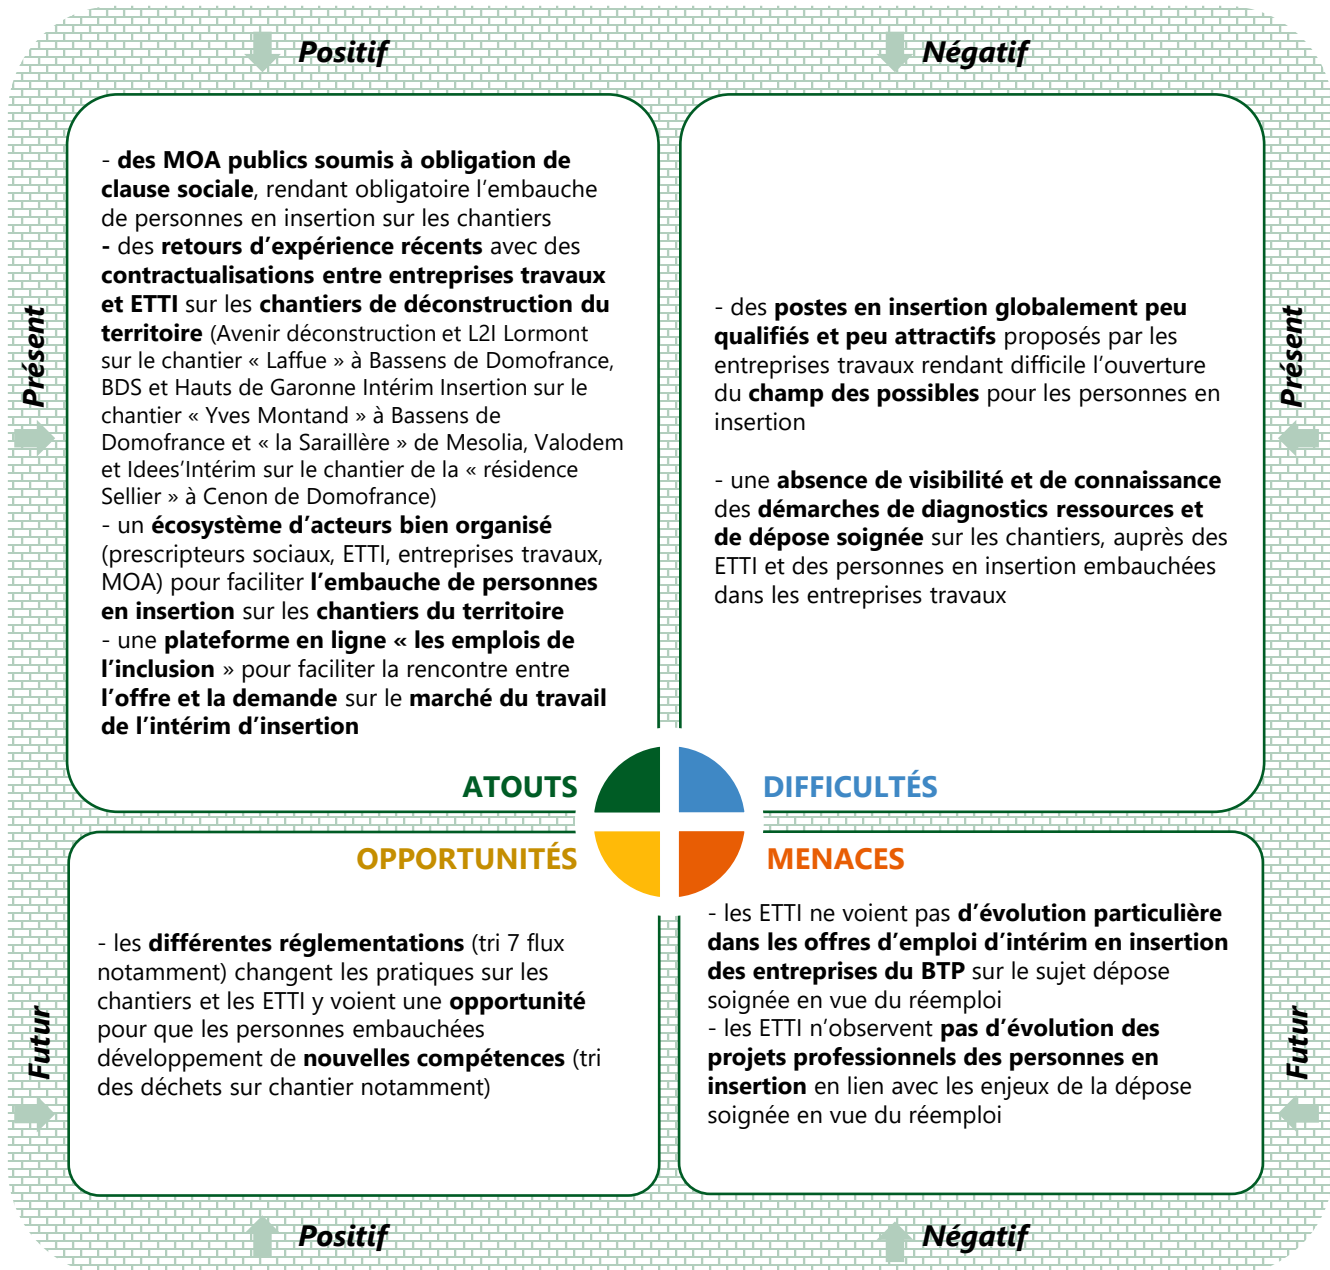 Positif
Négatif
Présent
- des MOA publics soumis à obligation de
clause sociale, rendant obligatoire l’embauche
de personnes en insertion sur les chantiers
- des retours d’expérience récents avec des
contractualisations entre entreprises travaux
et ETTI sur les chantiers de déconstruction du
territoire (Avenir déconstruction et L2I Lormont
sur le chantier « Laffue » à Bassens de Domofrance,
BDS et Hauts de Garonne Intérim Insertion sur le
chantier « Yves Montand » à Bassens de
Domofrance et « la Saraillère » de Mesolia, Valodem
et Idees’Intérim sur le chantier de la « résidence
Sellier » à Cenon de Domofrance)
- un écosystème d’acteurs bien organisé
(prescripteurs sociaux, ETTI, entreprises travaux,
MOA) pour faciliter l’embauche de personnes
en insertion sur les chantiers du territoire
- une plateforme en ligne « les emplois de
l’inclusion » pour faciliter la rencontre entre
l’offre et la demande sur le marché du travail
de l’intérim d’insertion
ATOUTS
- des postes en insertion globalement peu
qualifiés et peu attractifs proposés par les
entreprises travaux rendant difficile l’ouverture
du champ des possibles pour les personnes en
insertion
- une absence de visibilité et de connaissance
des démarches de diagnostics ressources et
de dépose soignée sur les chantiers, auprès des
ETTI et des personnes en insertion embauchées
dans les entreprises travaux
DIFFICULTÉS
Présent
Futur
OPPORTUNITÉS
- les différentes réglementations (tri 7 flux
notamment) changent les pratiques sur les
chantiers et les ETTI y voient une opportunité
pour que les personnes embauchées
développement de nouvelles compétences (tri
des déchets sur chantier notamment)
MENACES
- les ETTI ne voient pas d’évolution particulière
dans les offres d’emploi d’intérim en insertion
des entreprises du BTP sur le sujet dépose
soignée en vue du réemploi
- les ETTI n’observent pas d’évolution des
projets professionnels des personnes en
insertion en lien avec les enjeux de la dépose
soignée en vue du réemploi
Futur
Positif
Négatif